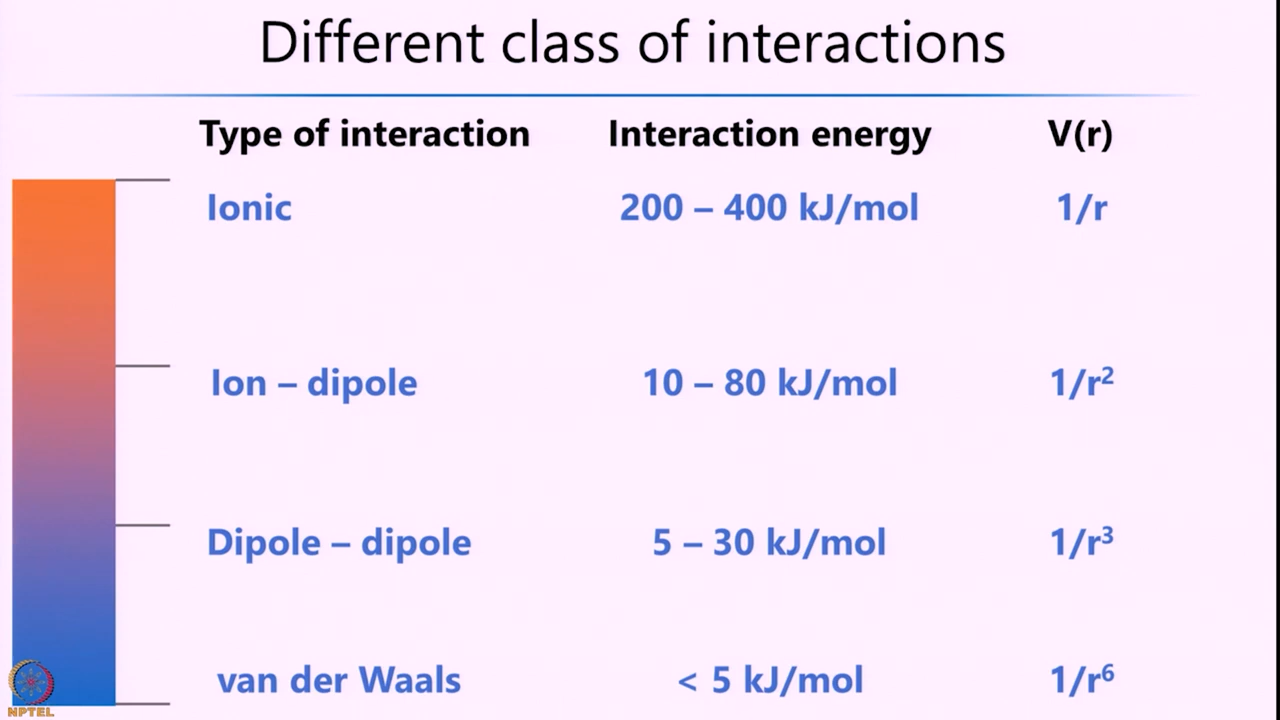 Different class of interactions
Type of interaction Interaction energy V(r)
Ionic 200 – 400 kJ/mol 1/r
Ion – dipole 10 – 80 kJ/mol 1/r²
Dipole – dipole 5 – 30 kJ/mol 1/r³
van der Waals < 5 kJ/mol 1/r⁶
NPTEL